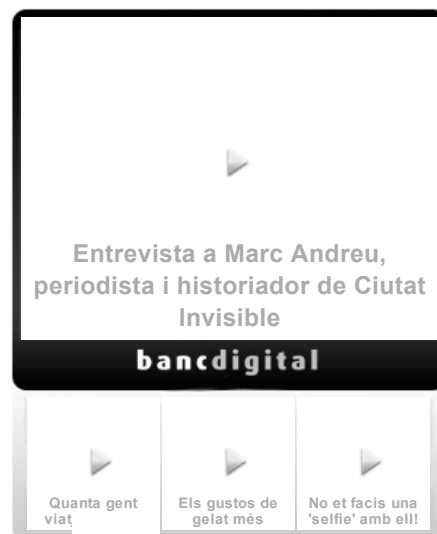 Entrevista a Marc Andreu,
periodista i historiador de Ciutat
Invisible
bancdigital
Quanta gent
Els gustos de
gelat més
No et facis una
'selfie' amb ell!